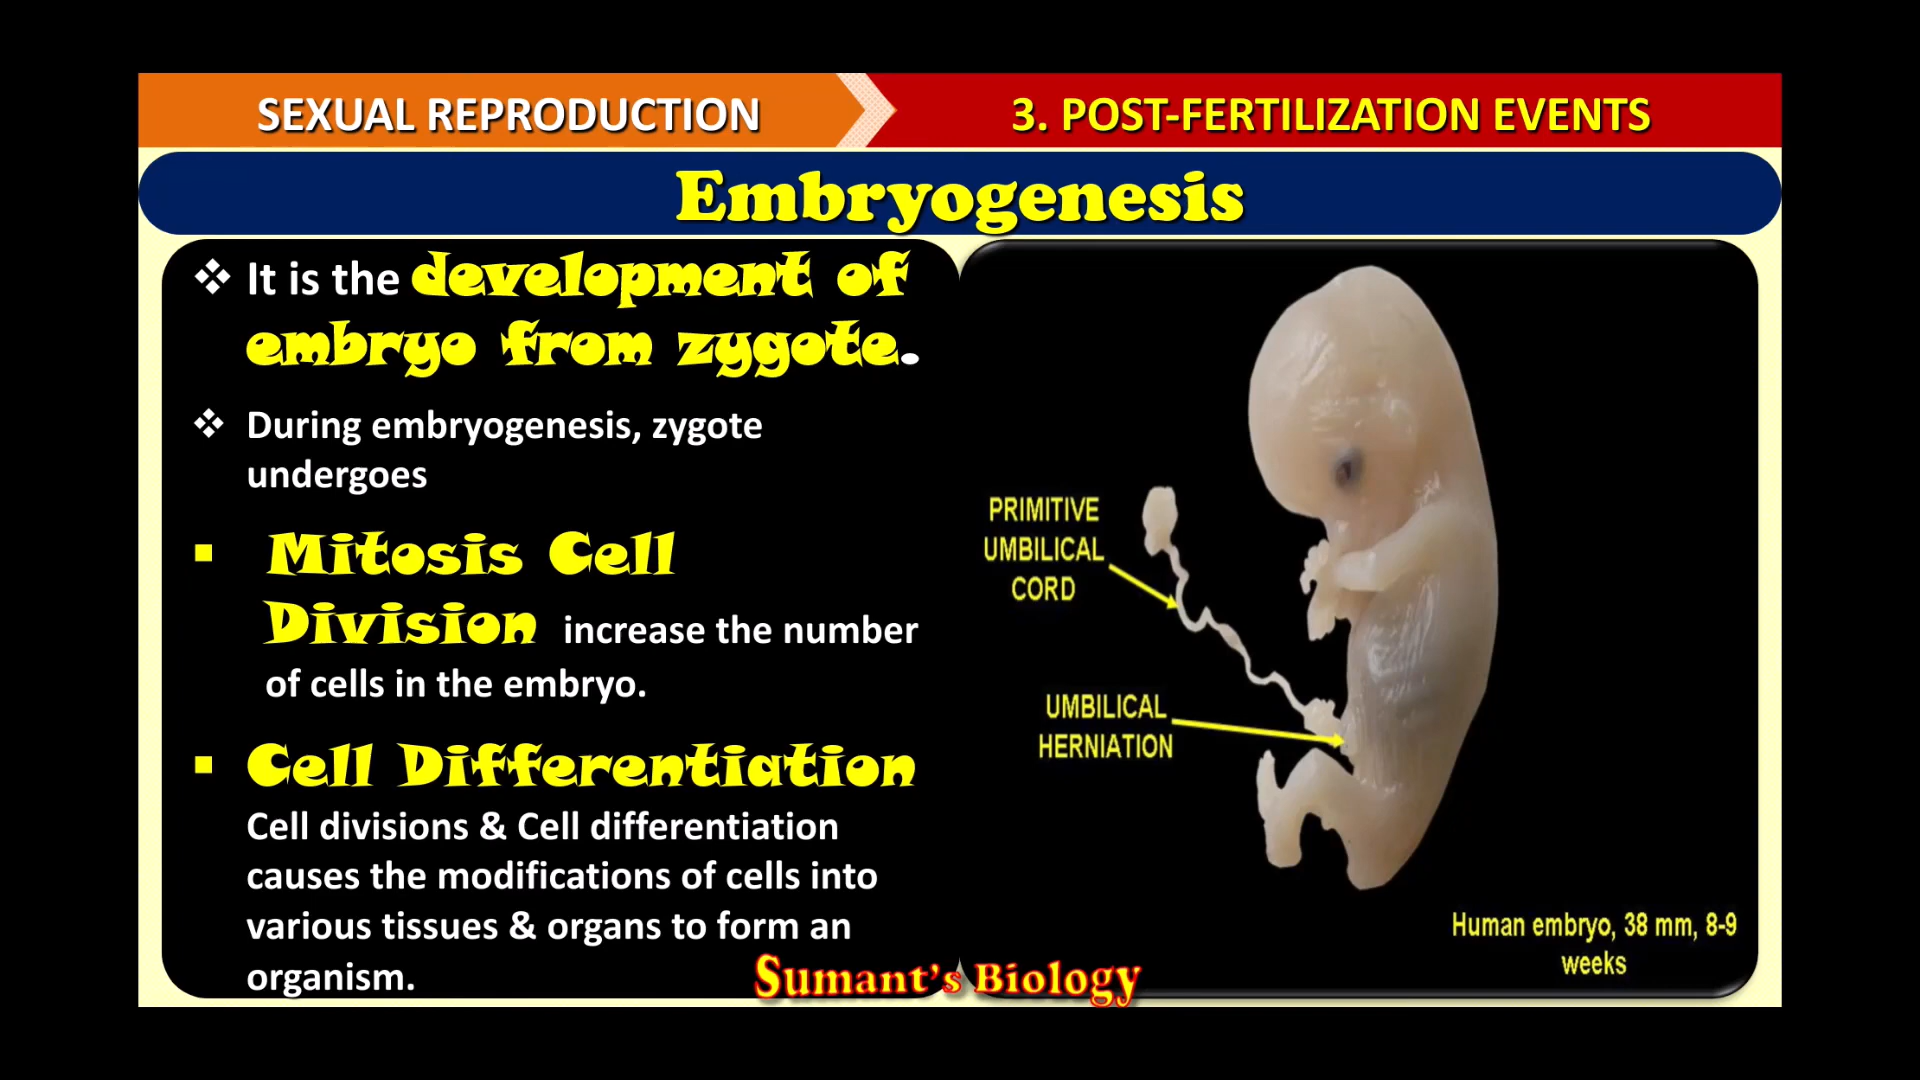 SEXUAL REPRODUCTION
3. POST-FERTILIZATION EVENTS
Embryogenesis
❖ It is the development of
embryo from zygote.
❖ During embryogenesis, zygote
undergoes
▪ Mitosis Cell
Division increase the number
of cells in the embryo.
▪ Cell Differentiation
Cell divisions & Cell differentiation
causes the modifications of cells into
various tissues & organs to form an
organism.
PRIMITIVE
UMBILICAL
CORD
UMBILICAL
HERNIATION
Human embryo, 38 mm, 8-9
weeks
Sumant's Biology